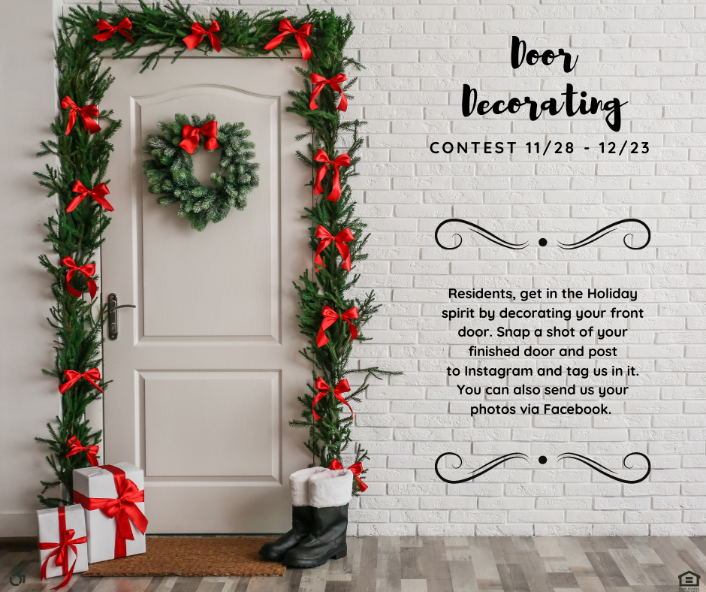 Door
Decorating
CONTEST 11/28 - 12/23
Residents, get in the Holiday
spirit by decorating your front
door. Snap a shot of your
finished door and post
to Instagram and tag us in it.
You can also send us your
photos via Facebook.